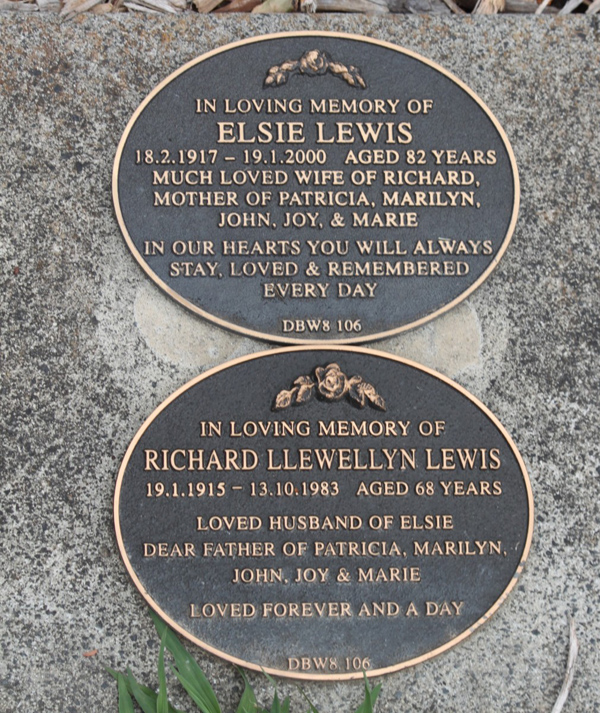 IN LOVING MEMORY OF
ELSIE LEWIS
18.2.1917 – 19.1.2000 AGED 82 YEARS
MUCH LOVED WIFE OF RICHARD,
MOTHER OF PATRICIA, MARILYN,
JOHN, JOY, & MARIE
IN OUR HEARTS YOU WILL ALWAYS
STAY, LOVED & REMEMBERED
EVERY DAY
DBW8 106
IN LOVING MEMORY OF
RICHARD LLEWELLYN LEWIS
19.1.1915 – 13.10.1983 AGED 68 YEARS
LOVED HUSBAND OF ELSIE
DEAR FATHER OF PATRICIA, MARILYN,
JOHN, JOY & MARIE
LOVED FOREVER AND A DAY
DBW8 106